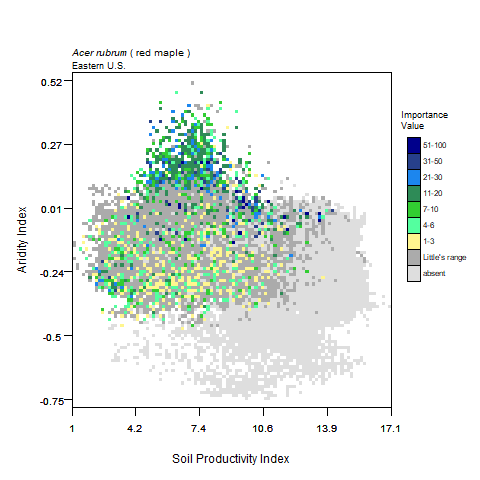 Acer rubrum ( red maple )
Eastern U.S.
0.52
0.27
0.01
-0.24
-0.5
-0.75
Aridity Index
1 4.2 7.4 10.6 13.9 17.1
Soil Productivity Index
Importance
Value
51-100
31-50
21-30
11-20
7-10
4-6
1-3
Little's range
absent